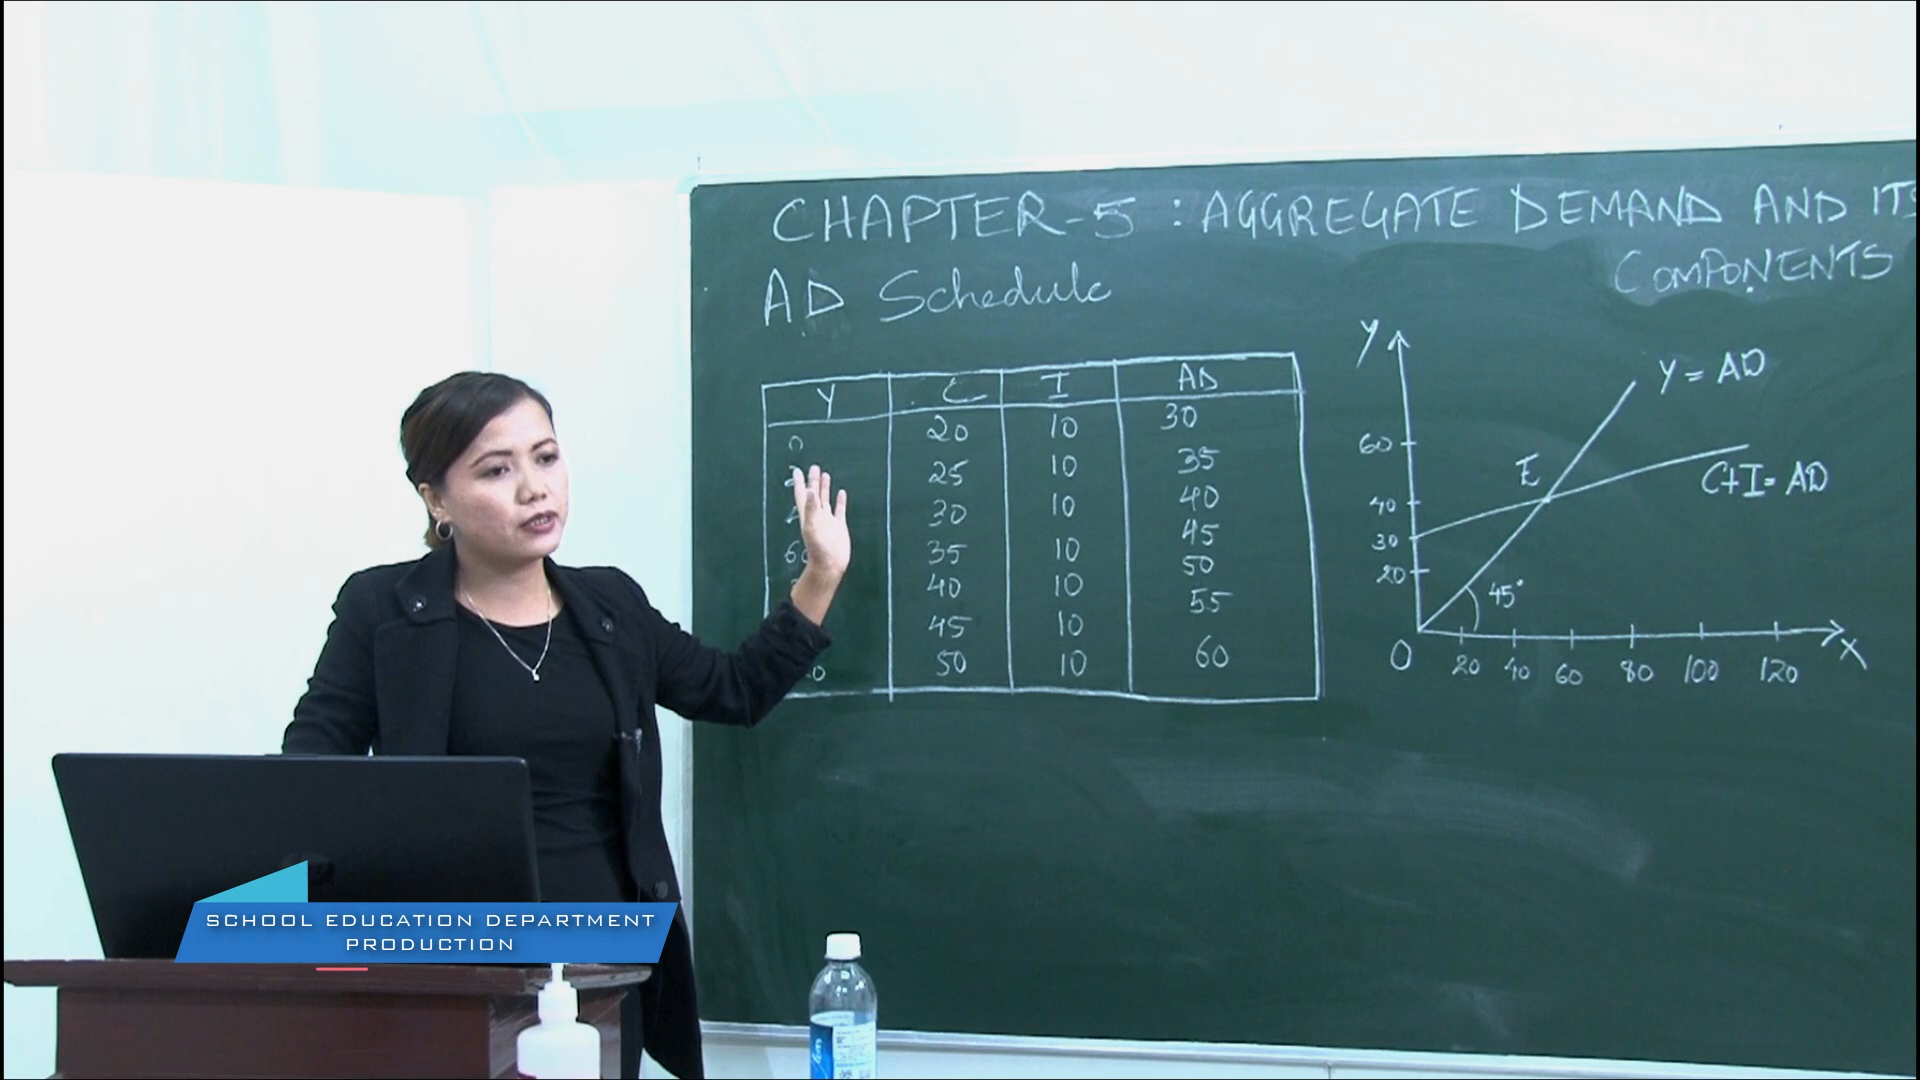 CHAPTER-5 : AGGREGATE DEMAND AND ITS
COMPONENTS
AD Schedule
Y C I AD
0 20 10 30
25 10 35
30 10 40
60 35 10 45
40 10 50
45 10 55
50 10 60
Y
Y = AD
60
E
C+I= AD
40
30
20
45°
O 20 40 60 80 100 120 X
SCHOOL EDUCATION DEPARTMENT
PRODUCTION